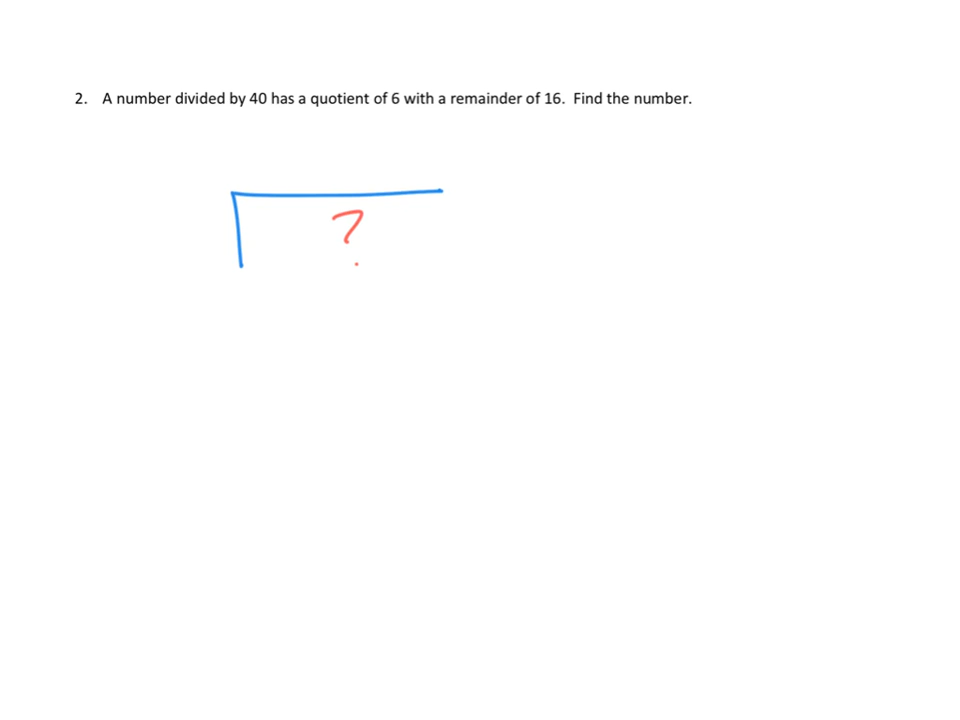 2. A number divided by 40 has a quotient of 6 with a remainder of 16. Find the number.
?